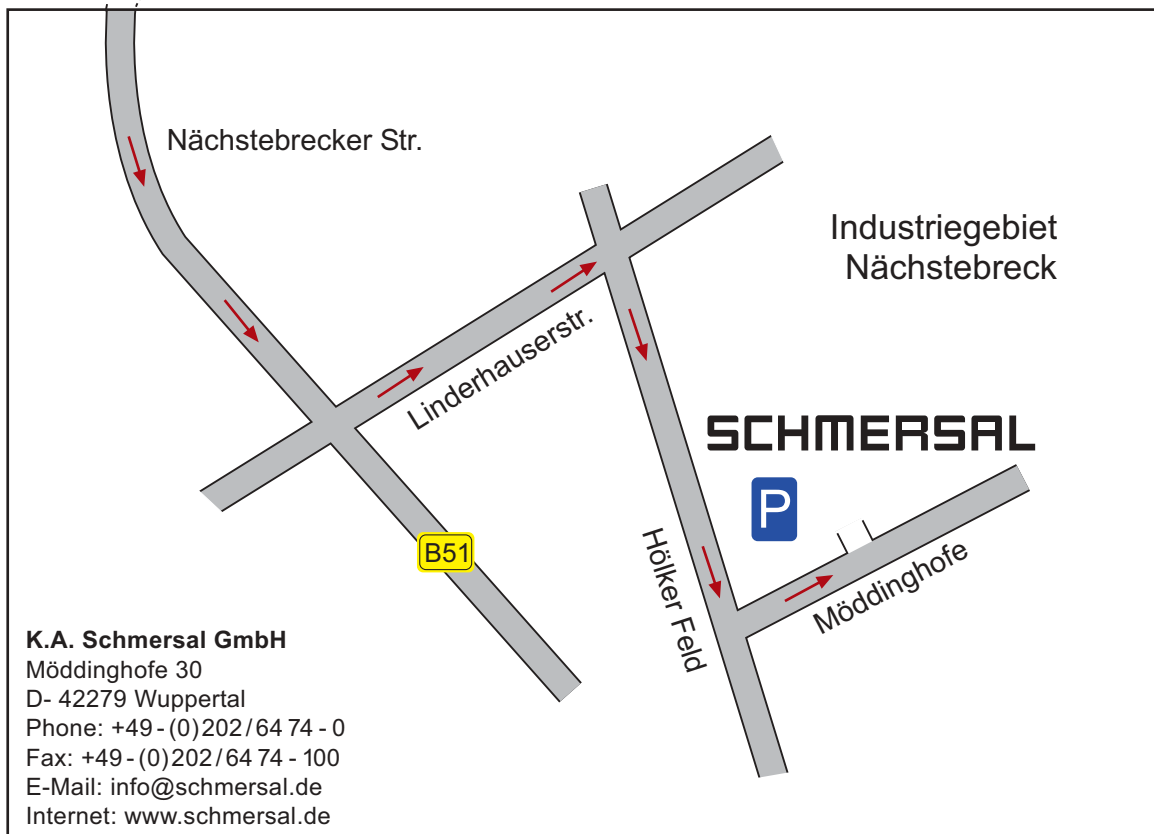 Nächstebrecker Str.
Industriegebiet
Nächstebreck
Linderhauserstr.
SCHMERSAL
P
B51
Hölker Feld
Möddinghofe
K.A. Schmersal GmbH
Möddinghofe 30
D- 42279 Wuppertal
Phone: +49-(0)202/64 74 - 0
Fax: +49-(0)202/64 74 - 100
E-Mail: info@schmersal.de
Internet: www.schmersal.de